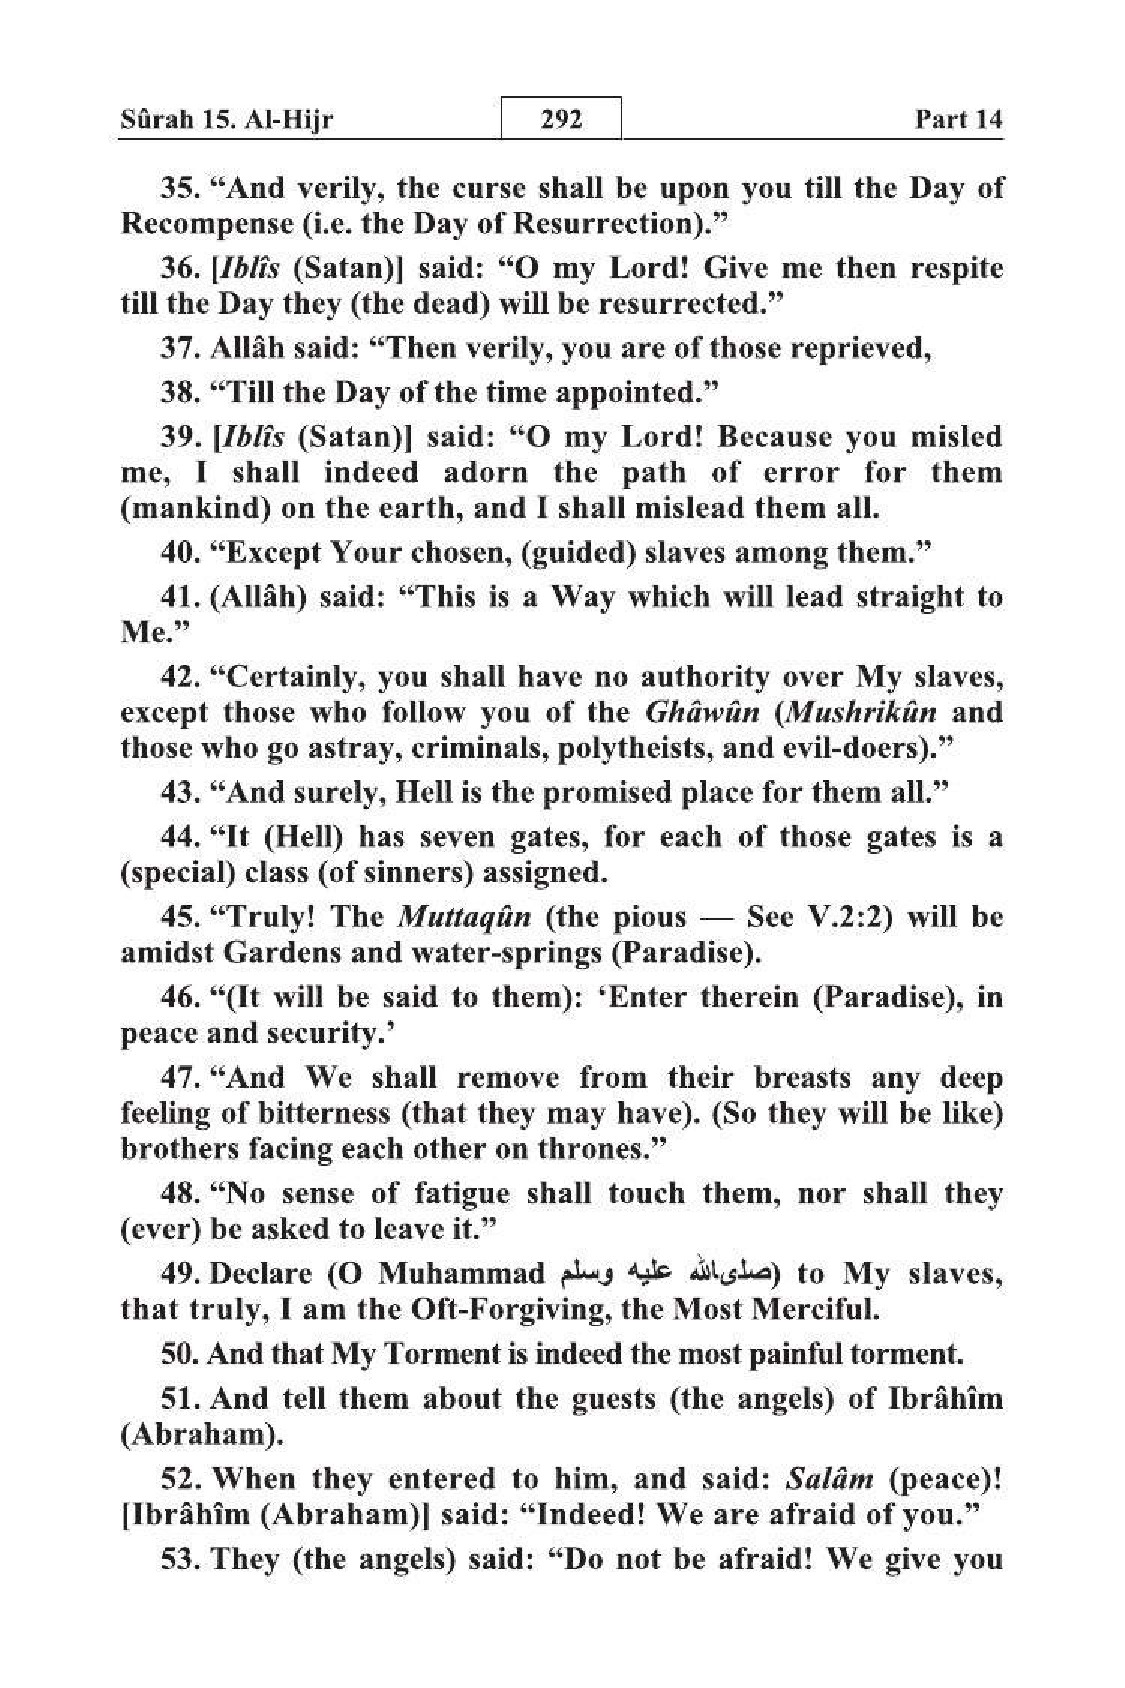 Sûrah 15. Al-Hijr 292 Part 14
35. “And verily, the curse shall be upon you till the Day of
Recompense (i.e. the Day of Resurrection).”
36. [Iblîs (Satan)] said: “O my Lord! Give me then respite
till the Day they (the dead) will be resurrected.”
37. Allâh said: “Then verily, you are of those reprieved,
38. “Till the Day of the time appointed.”
39. [Iblîs (Satan)] said: “O my Lord! Because you misled
me, I shall indeed adorn the path of error for them
(mankind) on the earth, and I shall mislead them all.
40. “Except Your chosen, (guided) slaves among them.”
41. (Allâh) said: “This is a Way which will lead straight to
Me.”
42. “Certainly, you shall have no authority over My slaves,
except those who follow you of the Ghâwûn (Mushrikûn and
those who go astray, criminals, polytheists, and evil-doers).”
43. “And surely, Hell is the promised place for them all.”
44. “It (Hell) has seven gates, for each of those gates is a
(special) class (of sinners) assigned.
45. “Truly! The Muttaqûn (the pious — See V.2:2) will be
amidst Gardens and water-springs (Paradise).
46. “(It will be said to them): ‘Enter therein (Paradise), in
peace and security.’
47. “And We shall remove from their breasts any deep
feeling of bitterness (that they may have). (So they will be like)
brothers facing each other on thrones.”
48. “No sense of fatigue shall touch them, nor shall they
(ever) be asked to leave it.”
49. Declare (O Muhammad صلى الله عليه وسلم) to My slaves,
that truly, I am the Oft-Forgiving, the Most Merciful.
50. And that My Torment is indeed the most painful torment.
51. And tell them about the guests (the angels) of Ibrâhîm
(Abraham).
52. When they entered to him, and said: Salâm (peace)!
[Ibrâhîm (Abraham)] said: “Indeed! We are afraid of you.”
53. They (the angels) said: “Do not be afraid! We give you